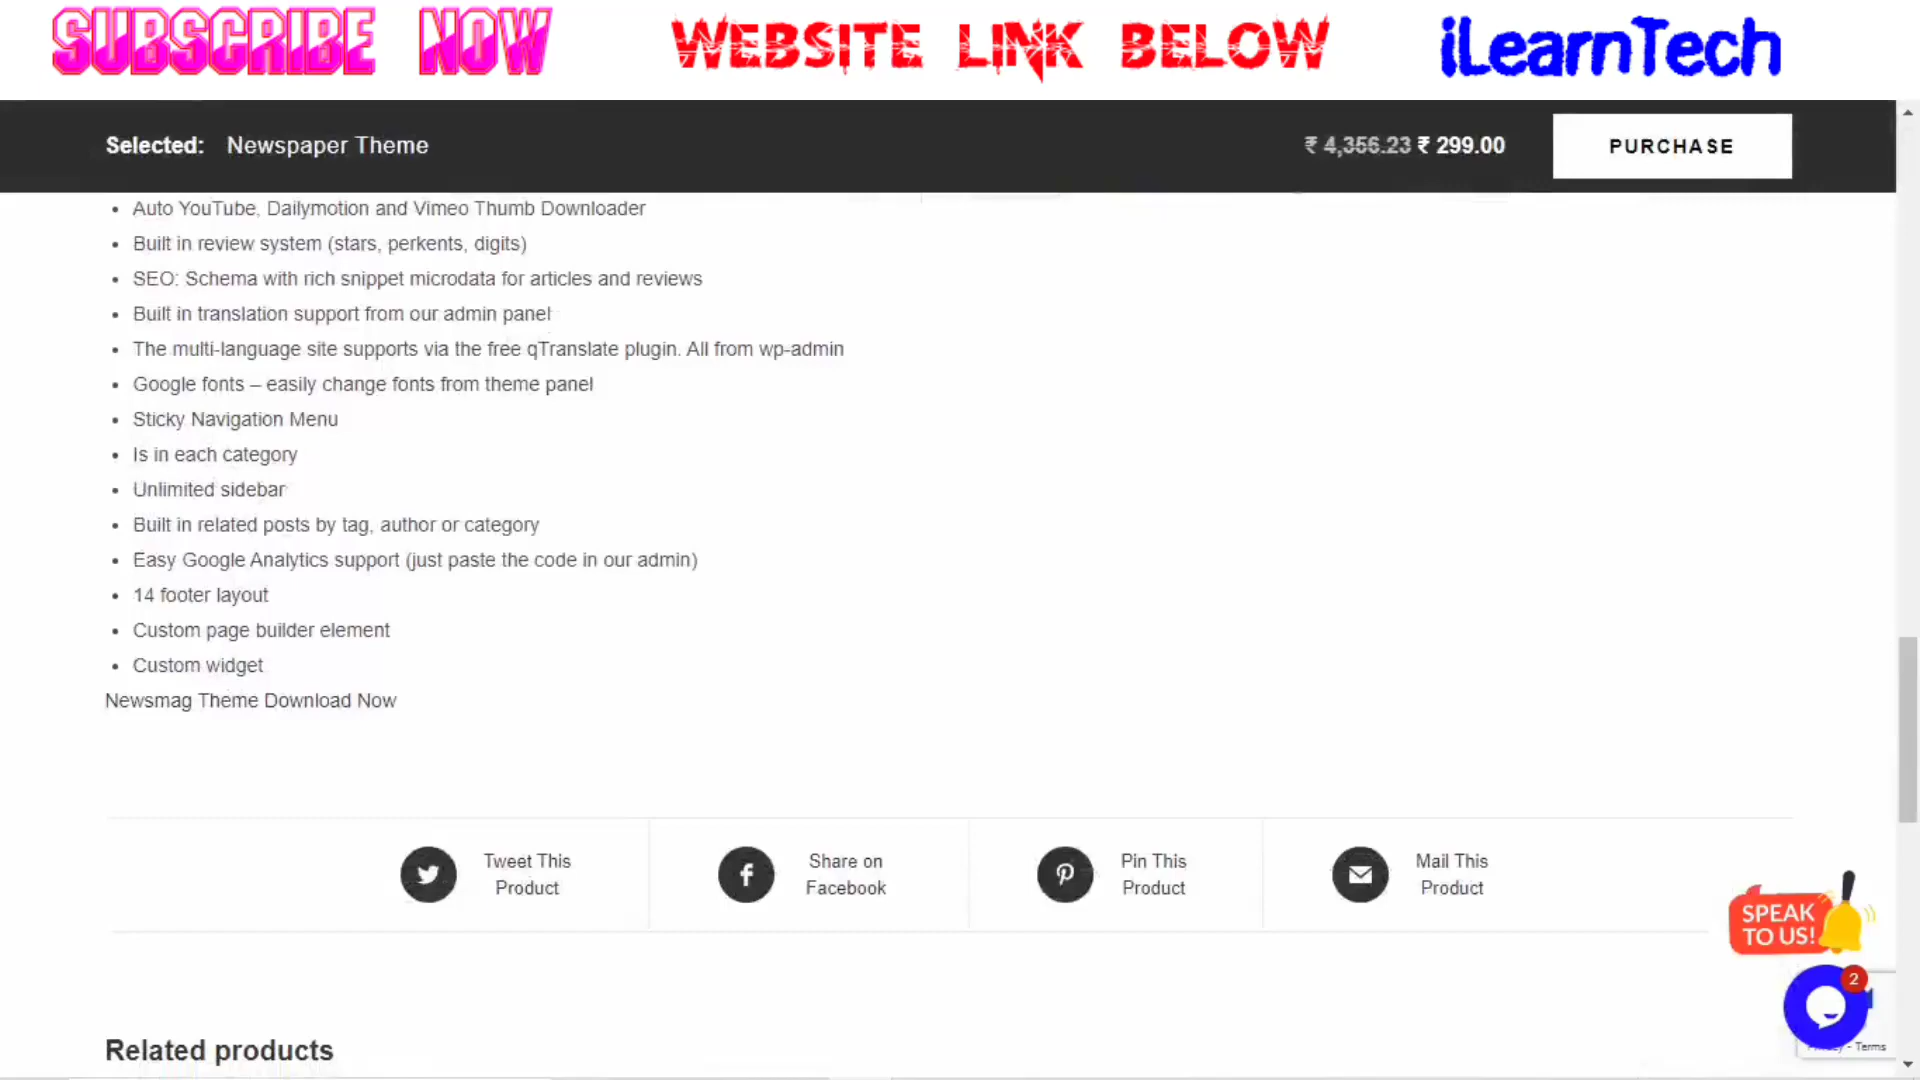 SUBSCRIBE NOW
WEBSITE LINK BELOW
iLearnTech
Selected: Newspaper Theme
₹ 4,356.23 ₹ 299.00
PURCHASE
Auto YouTube, Dailymotion and Vimeo Thumb Downloader
Built in review system (stars, perkents, digits)
SEO: Schema with rich snippet microdata for articles and reviews
Built in translation support from our admin panel
The multi-language site supports via the free qTranslate plugin. All from wp-admin
Google fonts – easily change fonts from theme panel
Sticky Navigation Menu
Is in each category
Unlimited sidebar
Built in related posts by tag, author or category
Easy Google Analytics support (just paste the code in our admin)
14 footer layout
Custom page builder element
Custom widget
Newsmag Theme Download Now
Tweet This
Product
Share on
Facebook
Pin This
Product
Mail This
Product
SPEAK
TO US!
2
- Terms
Related products